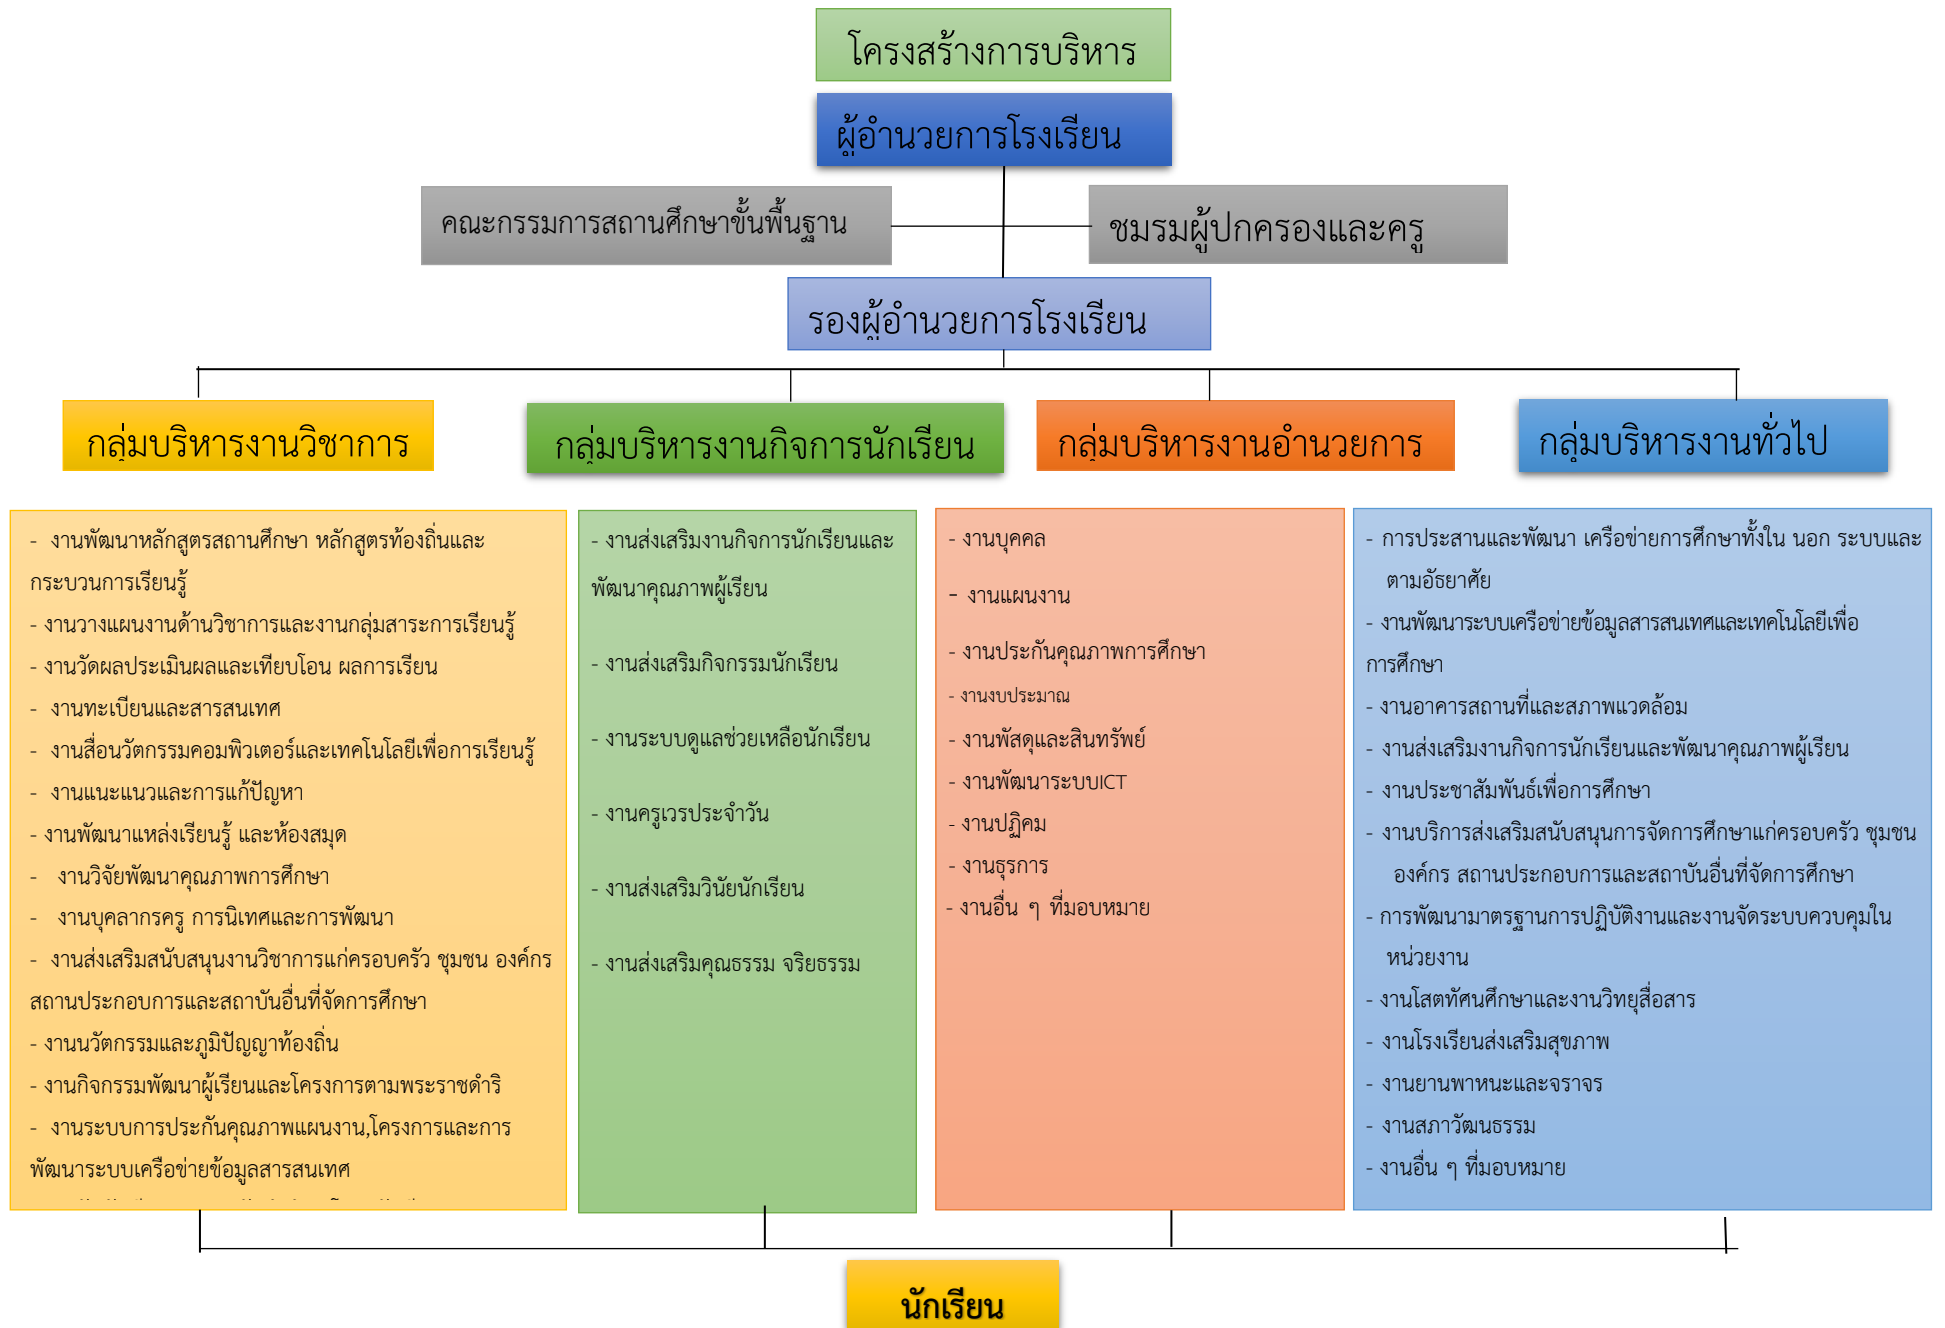 โครงสร้างการบริหาร
ผู้อำนวยการโรงเรียน
คณะกรรมการสถานศึกษาขั้นพื้นฐาน
ชมรมผู้ปกครองและครู
รองผู้อำนวยการโรงเรียน
กลุ่มบริหารงานวิชาการ
กลุ่มบริหารงานกิจการนักเรียน
กลุ่มบริหารงานอำนวยการ
กลุ่มบริหารงานทั่วไป
- งานพัฒนาหลักสูตรสถานศึกษา หลักสูตรท้องถิ่นและ
กระบวนการเรียนรู้
- งานวางแผนงานด้านวิชาการและงานกลุ่มสาระการเรียนรู้
- งานวัดผลประเมินผลและเทียบโอน ผลการเรียน
- งานทะเบียนและสารสนเทศ
- งานสื่อนวัตกรรมคอมพิวเตอร์และเทคโนโลยีเพื่อการเรียนรู้
- งานแนะแนวและการแก้ปัญหา
- งานพัฒนาแหล่งเรียนรู้ และห้องสมุด
- งานวิจัยพัฒนาคุณภาพการศึกษา
- งานบุคลากรครู การนิเทศและการพัฒนา
- งานส่งเสริมสนับสนุนงานวิชาการแก่ครอบครัว ชุมชน องค์กร
สถานประกอบการและสถาบันอื่นที่จัดการศึกษา
- งานนวัตกรรมและภูมิปัญญาท้องถิ่น
- งานกิจกรรมพัฒนาผู้เรียนและโครงการตามพระราชดำริ
- งานระบบการประกันคุณภาพแผนงาน,โครงการและการ
พัฒนาระบบเครือข่ายข้อมูลสารสนเทศ
- งานส่งเสริมงานกิจการนักเรียนและ
พัฒนาคุณภาพผู้เรียน
- งานส่งเสริมกิจกรรมนักเรียน
- งานระบบดูแลช่วยเหลือนักเรียน
- งานครูเวรประจำวัน
- งานส่งเสริมวินัยนักเรียน
- งานส่งเสริมคุณธรรม จริยธรรม
- งานบุคคล
- งานแผนงาน
- งานประกันคุณภาพการศึกษา
- งานงบประมาณ
- งานพัสดุและสินทรัพย์
- งานพัฒนาระบบICT
- งานปฏิคม
- งานธุรการ
- งานอื่น ๆ ที่มอบหมาย
- การประสานและพัฒนา เครือข่ายการศึกษาทั้งใน นอก ระบบและ
ตามอัธยาศัย
- งานพัฒนาระบบเครือข่ายข้อมูลสารสนเทศและเทคโนโลยีเพื่อ
การศึกษา
- งานอาคารสถานที่และสภาพแวดล้อม
- งานส่งเสริมงานกิจการนักเรียนและพัฒนาคุณภาพผู้เรียน
- งานประชาสัมพันธ์เพื่อการศึกษา
- งานบริการส่งเสริมสนับสนุนการจัดการศึกษาแก่ครอบครัว ชุมชน
องค์กร สถานประกอบการและสถาบันอื่นที่จัดการศึกษา
- การพัฒนามาตรฐานการปฏิบัติงานและงานจัดระบบควบคุมใน
หน่วยงาน
- งานโสตทัศนศึกษาและงานวิทยุสื่อสาร
- งานโรงเรียนส่งเสริมสุขภาพ
- งานยานพาหนะและจราจร
- งานสภาวัฒนธรรม
- งานอื่น ๆ ที่มอบหมาย
นักเรียน